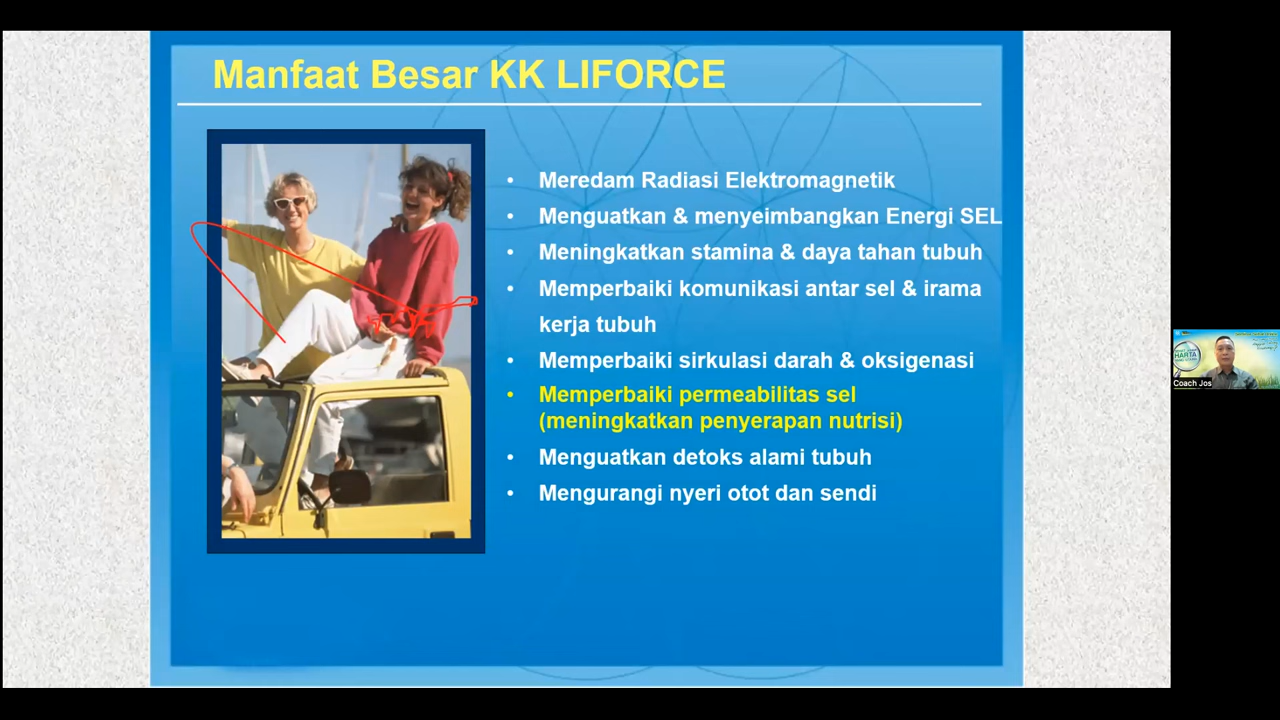 Manfaat Besar KK LIFORCE
• Meredam Radiasi Elektromagnetik
• Menguatkan & menyeimbangkan Energi SEL
• Meningkatkan stamina & daya tahan tubuh
• Memperbaiki komunikasi antar sel & irama
kerja tubuh
• Memperbaiki sirkulasi darah & oksigenasi
• Memperbaiki permeabilitas sel
(meningkatkan penyerapan nutrisi)
• Menguatkan detoks alami tubuh
• Mengurangi nyeri otot dan sendi
HARTA
Coach Jos